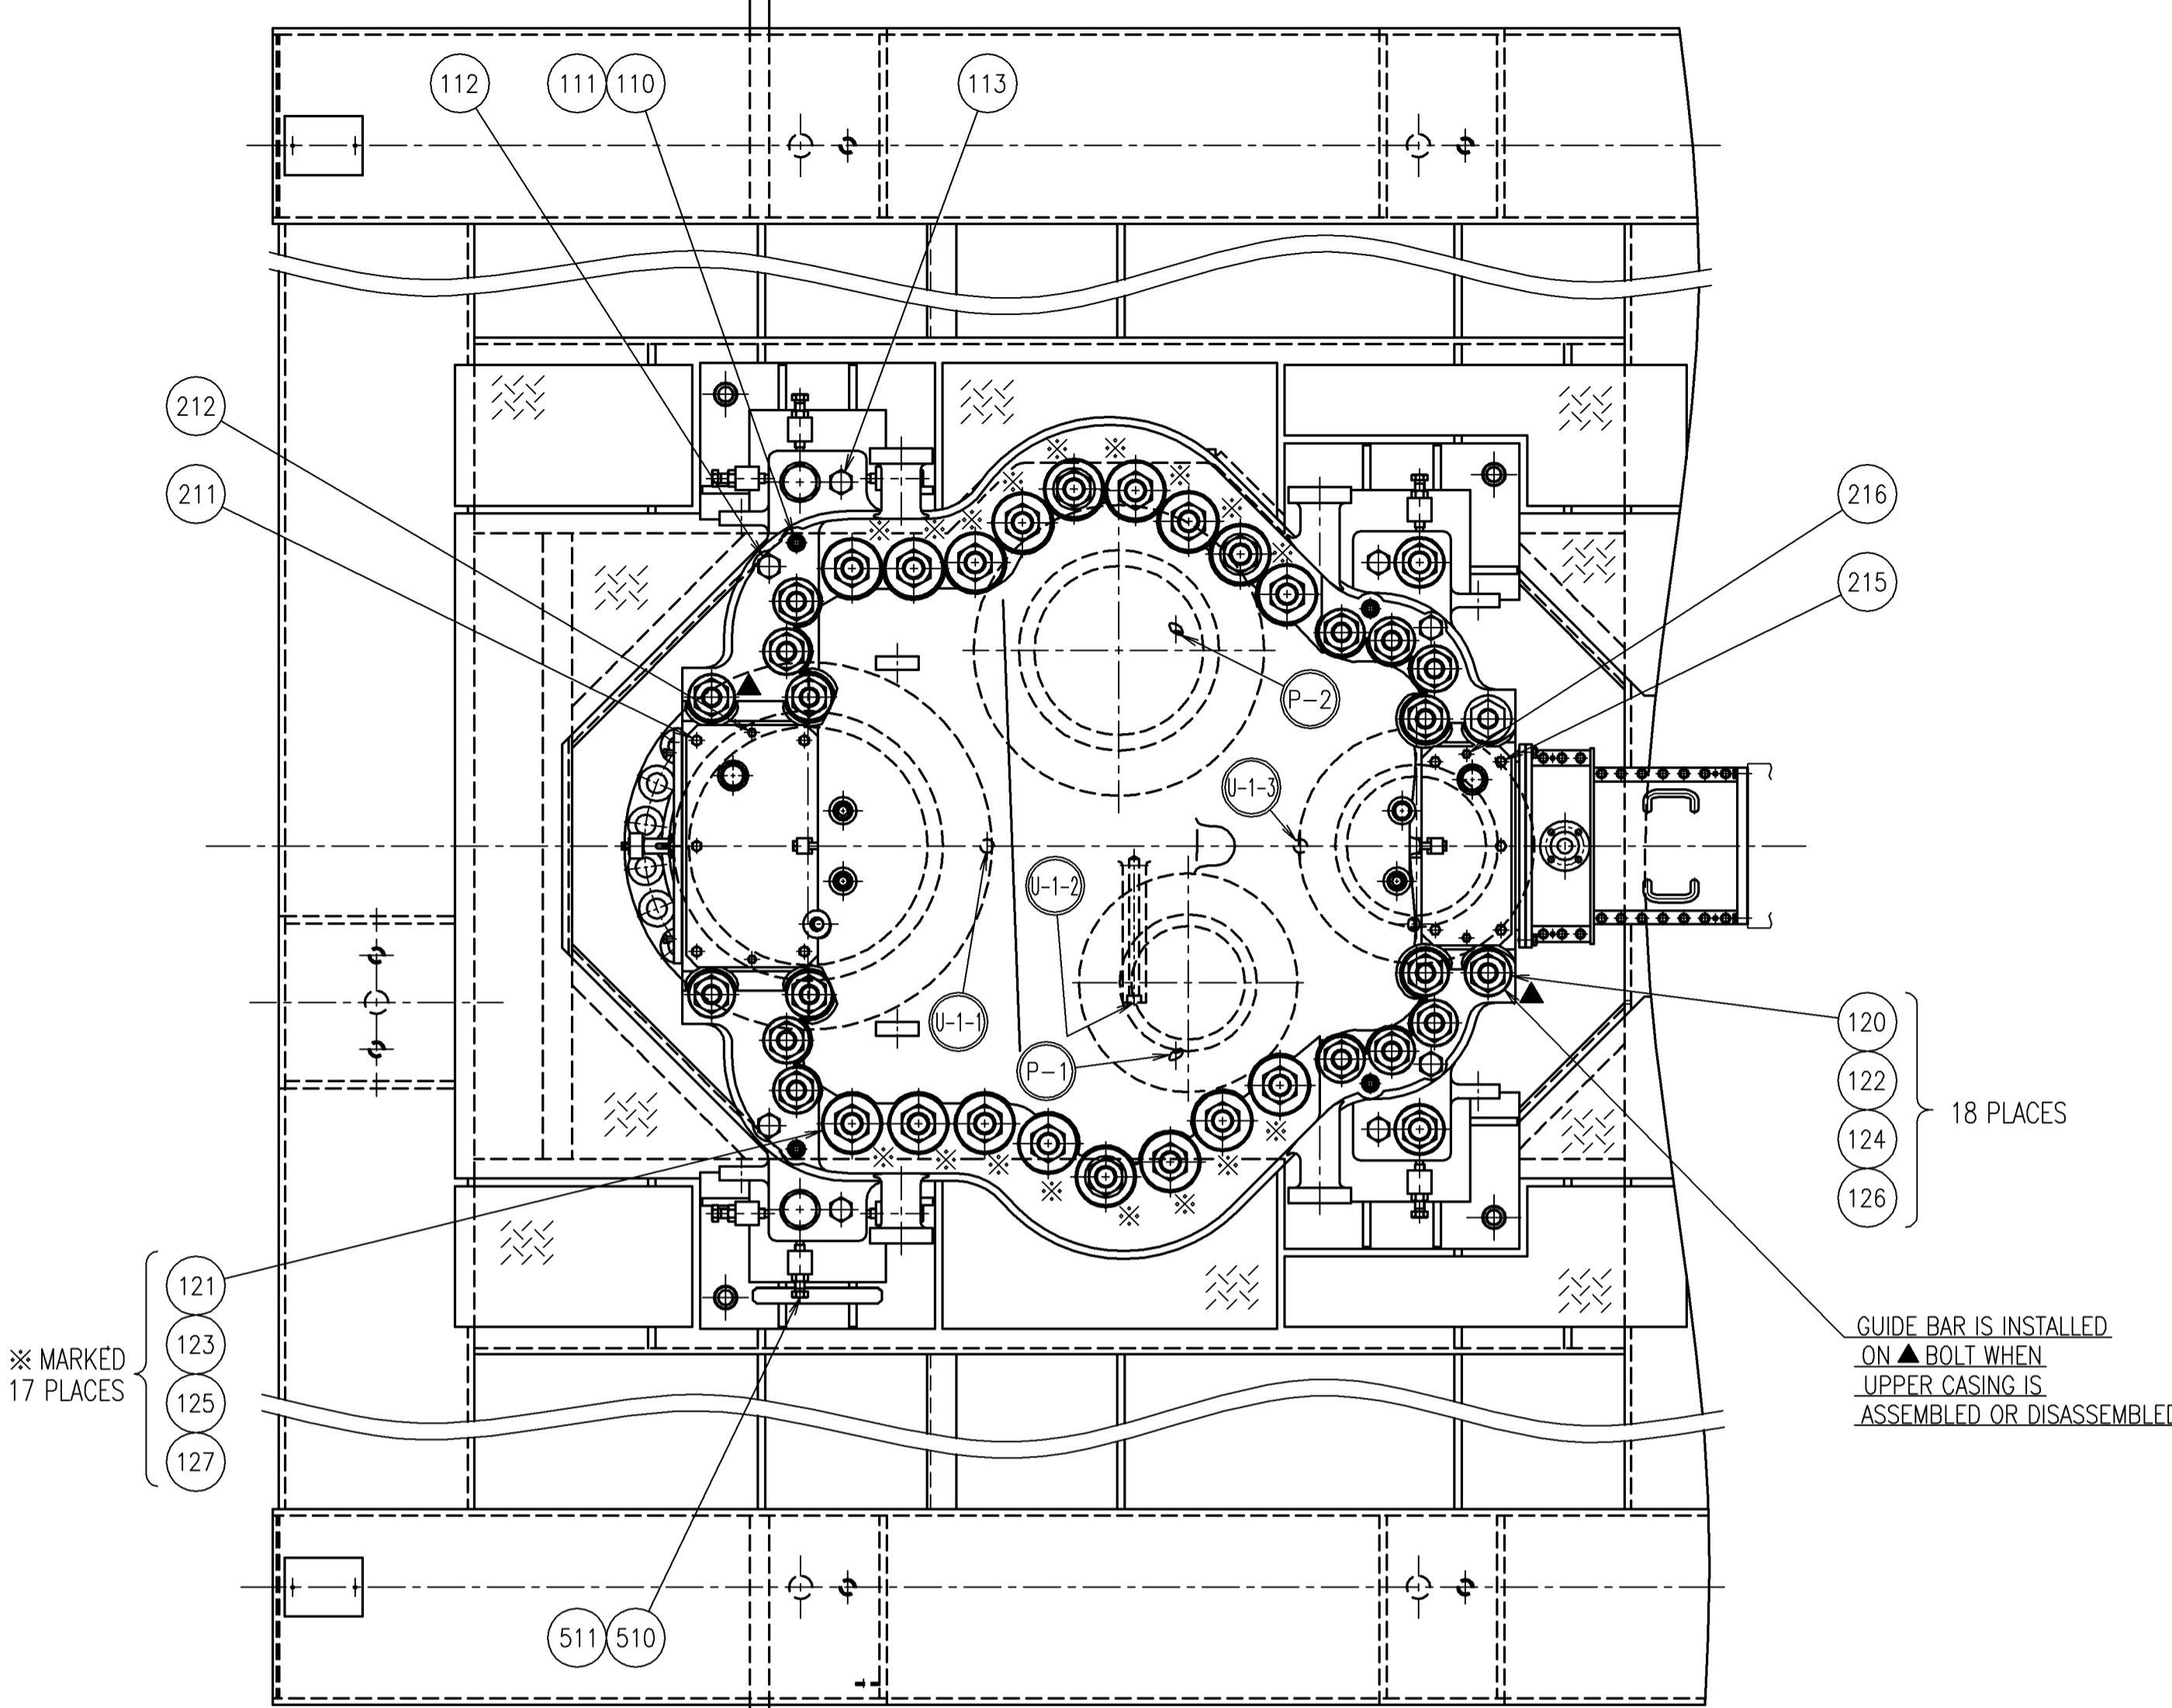 112
111 110
113
212
211
216
215
P-2
U-1-3
U-1-2
U-1-1
P-1
120
122
124
126
18 PLACES
121
123
125
127
※ MARKED
17 PLACES
GUIDE BAR IS INSTALLED
ON ▲ BOLT WHEN
UPPER CASING IS
ASSEMBLED OR DISASSEMBLED
511 510